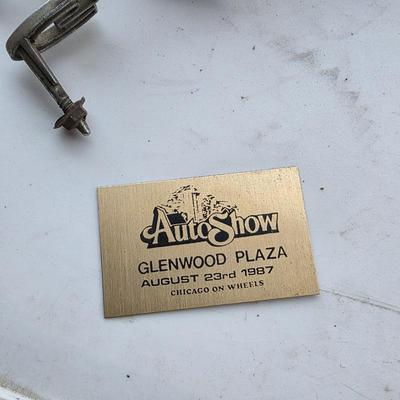 AutoShow
GLENWOOD PLAZA
AUGUST 23rd 1987
CHICAGO ON WHEELS